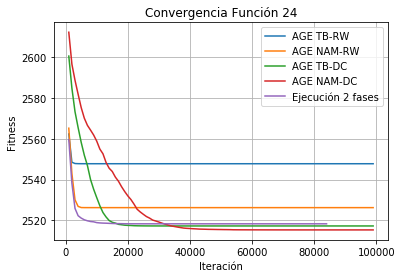 Convergencia Función 24
AGE TB-RW
AGE NAM-RW
AGE TB-DC
AGE NAM-DC
Ejecución 2 fases
Fitness
2620
2600
2580
2560
2540
2520
0
20000
40000
60000
80000
100000
Iteración